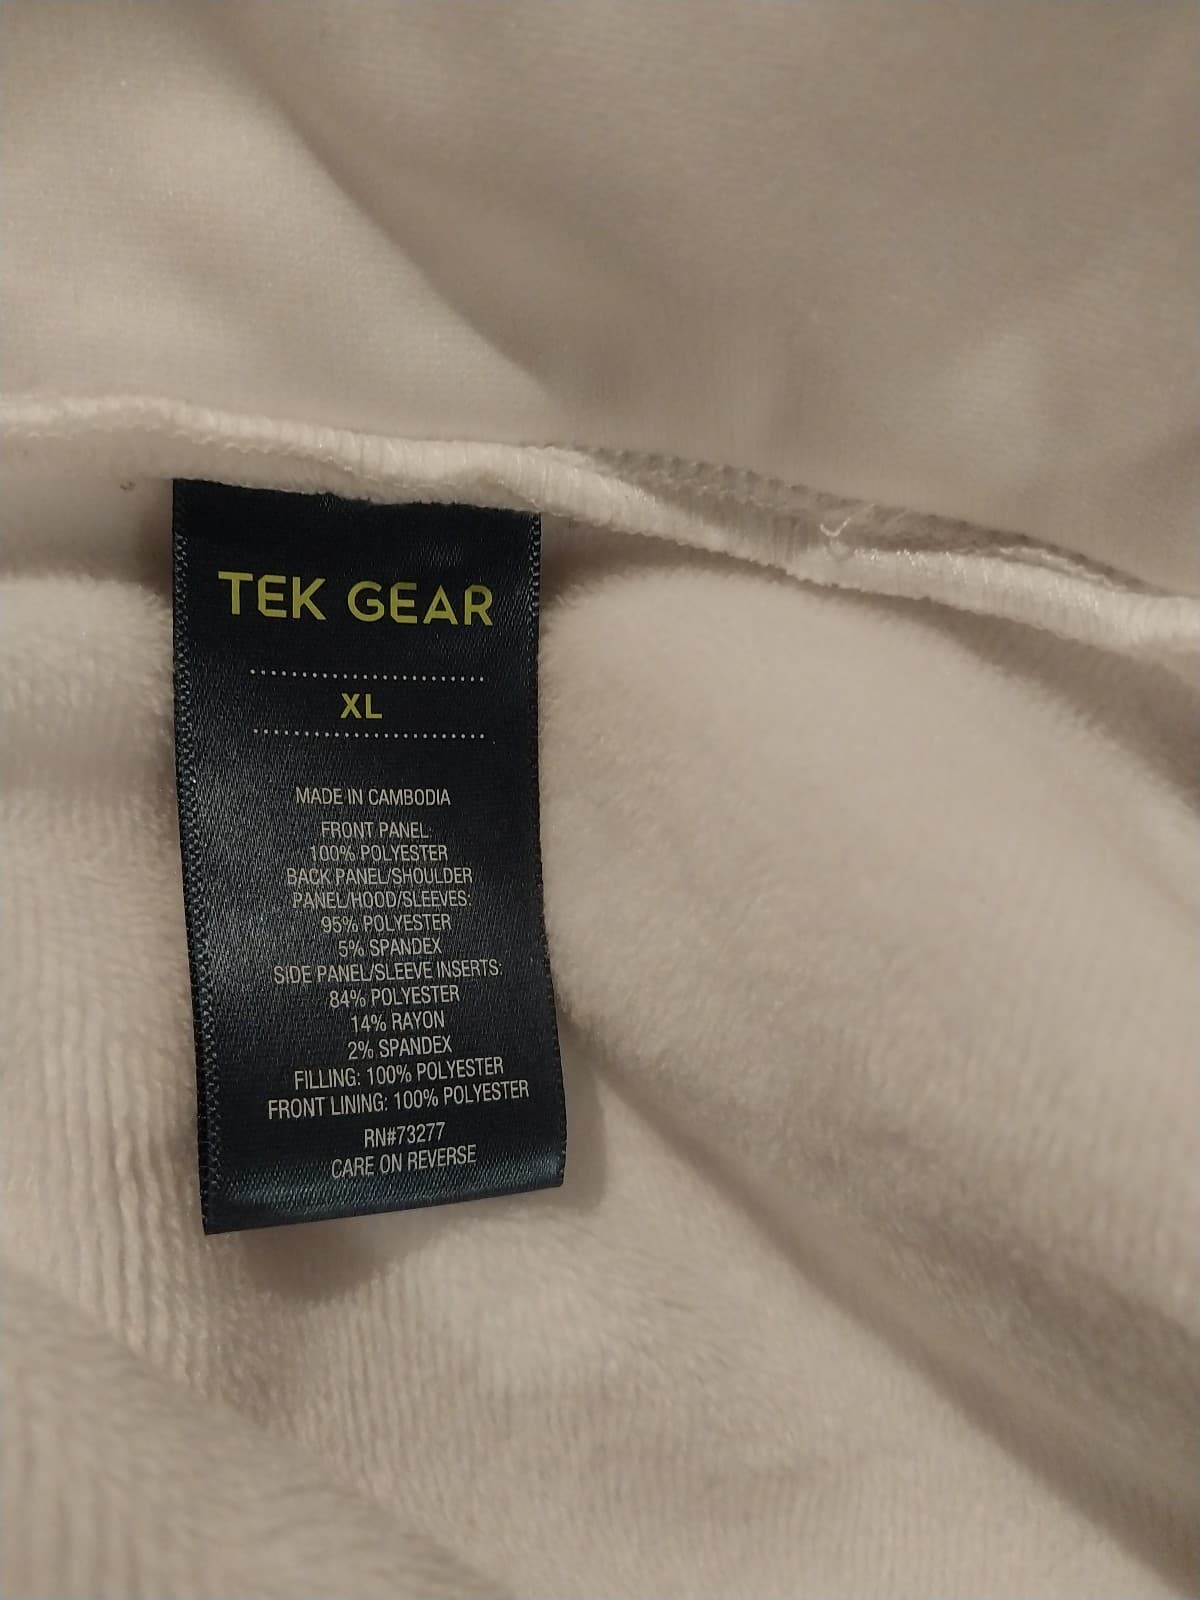 TEK GEAR
XL
MADE IN CAMBODIA
FRONT PANEL:
100% POLYESTER
BACK PANEL/SHOULDER
PANEL/HOOD/SLEEVES:
95% POLYESTER
5% SPANDEX
SIDE PANEL/SLEEVE INSERTS:
84% POLYESTER
14% RAYON
2% SPANDEX
FILLING: 100% POLYESTER
FRONT LINING: 100% POLYESTER
RN#73277
CARE ON REVERSE